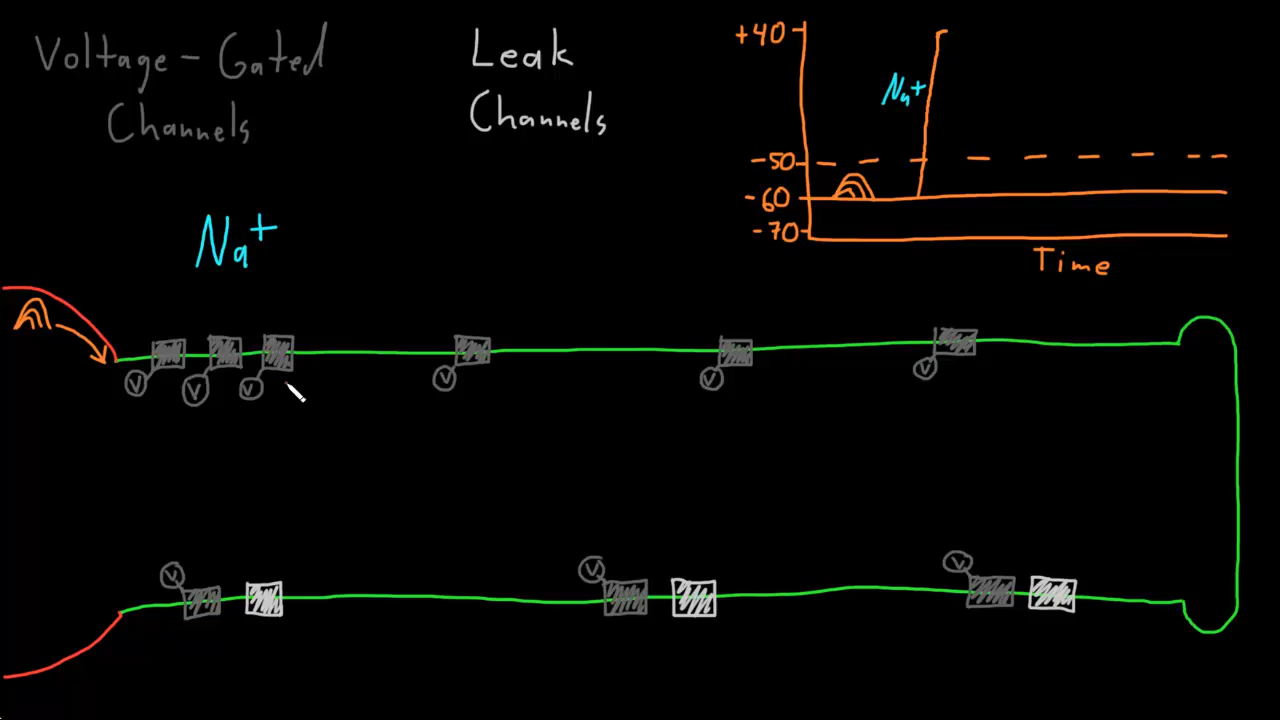 Voltage - Gated
Channels
Leak
Channels
+40
Na+
-50
-60
-70
Time
Na+
V
V
V
V
V
V
V
V
V